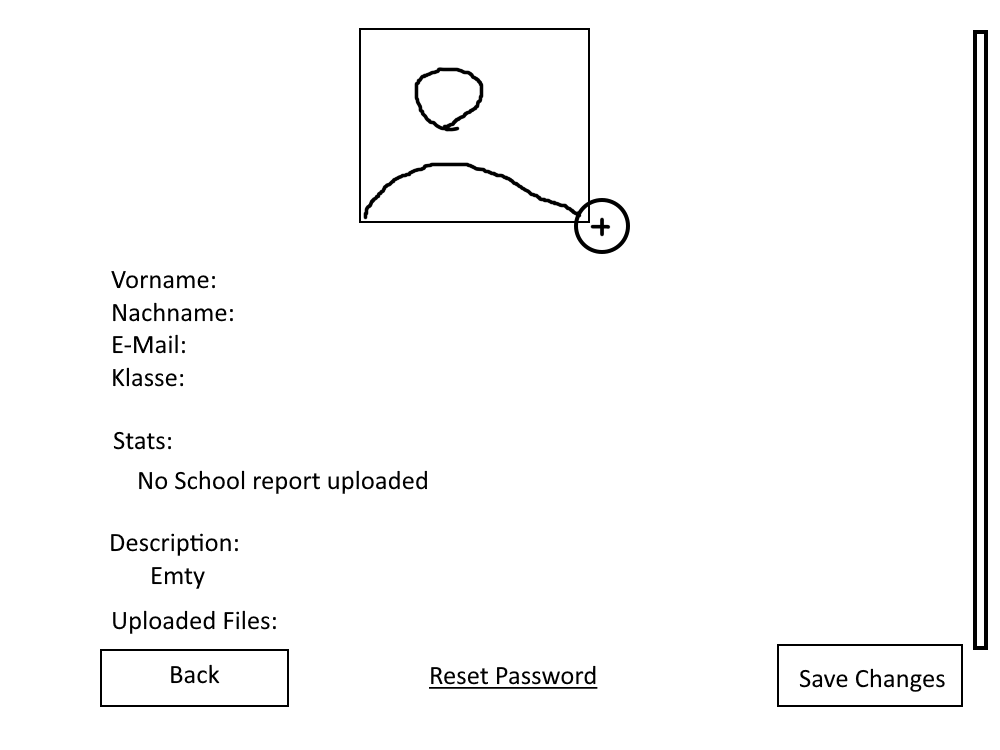 +
Vorname:
Nachname:
E-Mail:
Klasse:
Stats:
No School report uploaded
Description:
Emty
Uploaded Files:
Back
Reset Password
Save Changes